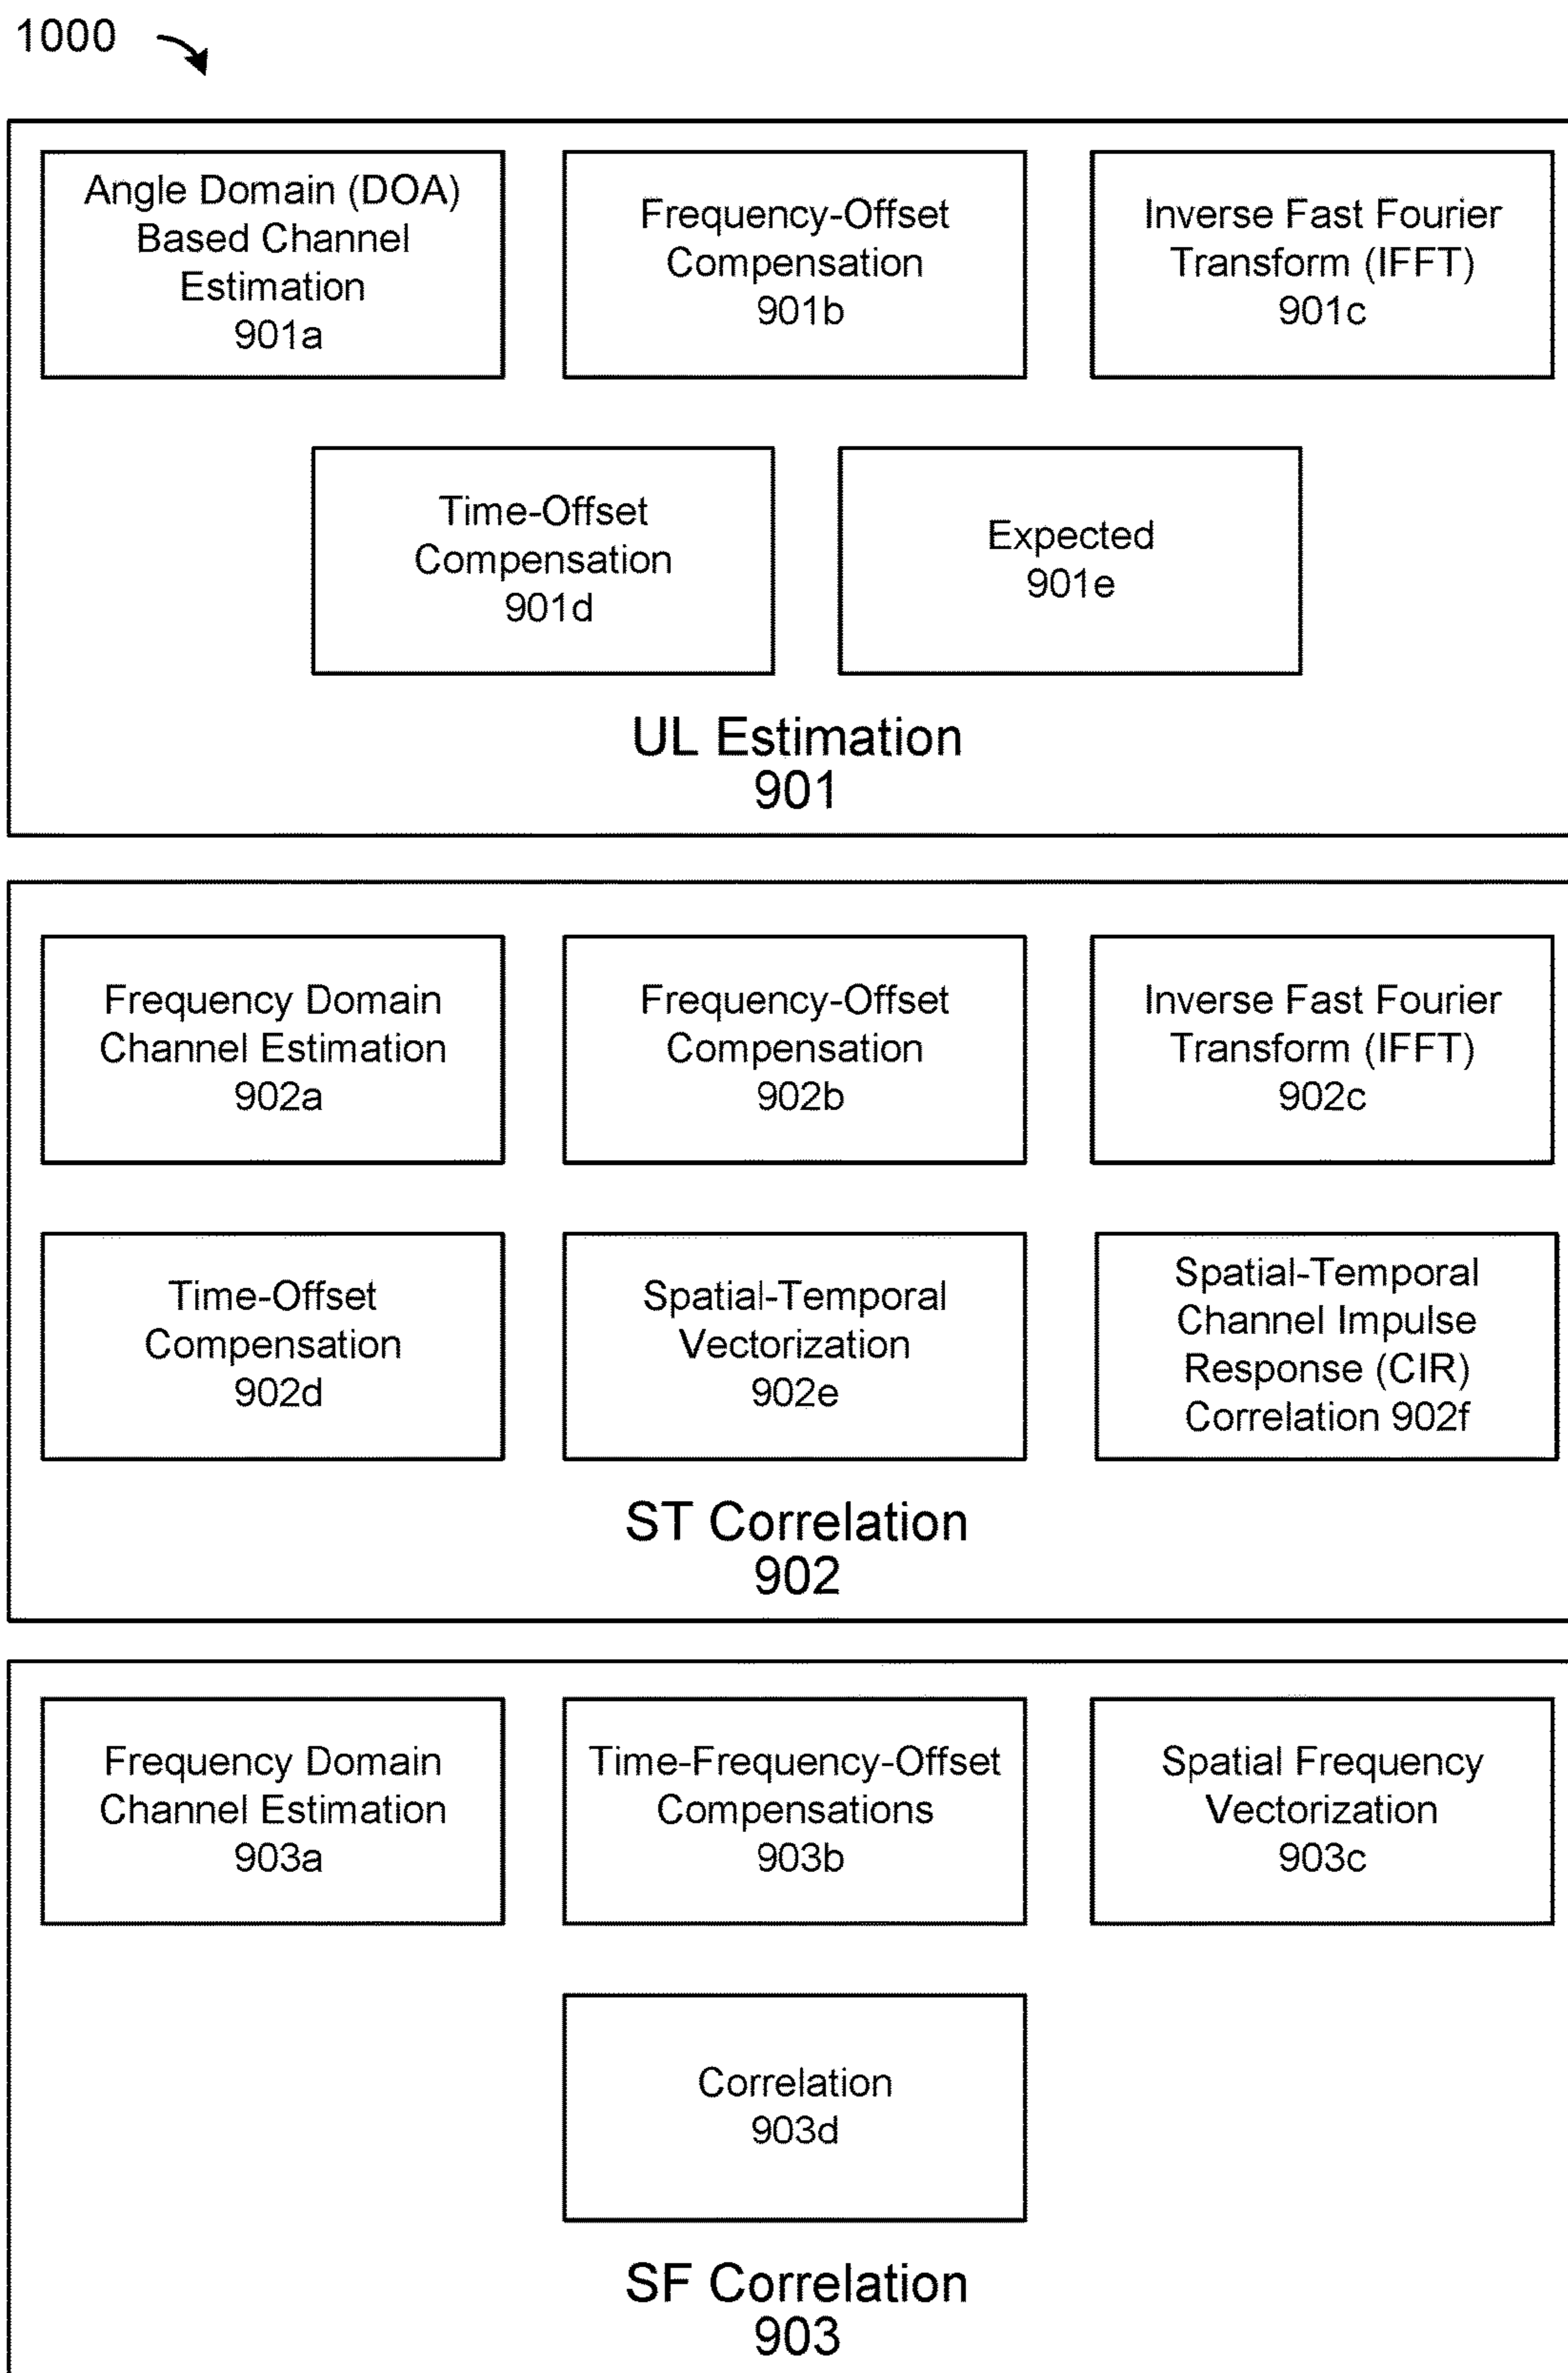 1000
Angle Domain (DOA)
Based Channel
Estimation
901a
Frequency-Offset
Compensation
901b
Inverse Fast Fourier
Transform (IFFT)
901c
Time-Offset
Compensation
901d
Expected
901e
UL Estimation
901
Frequency Domain
Channel Estimation
902a
Frequency-Offset
Compensation
902b
Inverse Fast Fourier
Transform (IFFT)
902c
Time-Offset
Compensation
902d
Spatial-Temporal
Vectorization
902e
Spatial-Temporal
Channel Impulse
Response (CIR)
Correlation 902f
ST Correlation
902
Frequency Domain
Channel Estimation
903a
Time-Frequency-Offset
Compensations
903b
Spatial Frequency
Vectorization
903c
Correlation
903d
SF Correlation
903